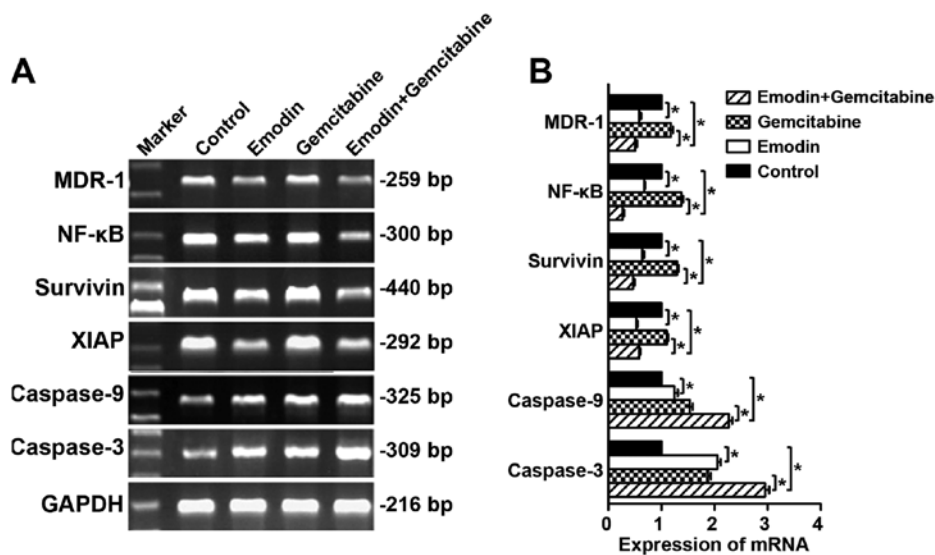 A
Marker
Control
Emodin
Gemcitabine
Emodin+Gemcitabine
MDR-1
-259 bp
NF-κB
-300 bp
Survivin
-440 bp
XIAP
-292 bp
Caspase-9
-325 bp
Caspase-3
-309 bp
GAPDH
-216 bp
B
Emodin+Gemcitabine
Gemcitabine
Emodin
Control
MDR-1
* * *
NF-κB
* * *
Survivin
* * *
XIAP
* * *
Caspase-9
* * *
Caspase-3
* * *
0 1 2 3 4
Expression of mRNA